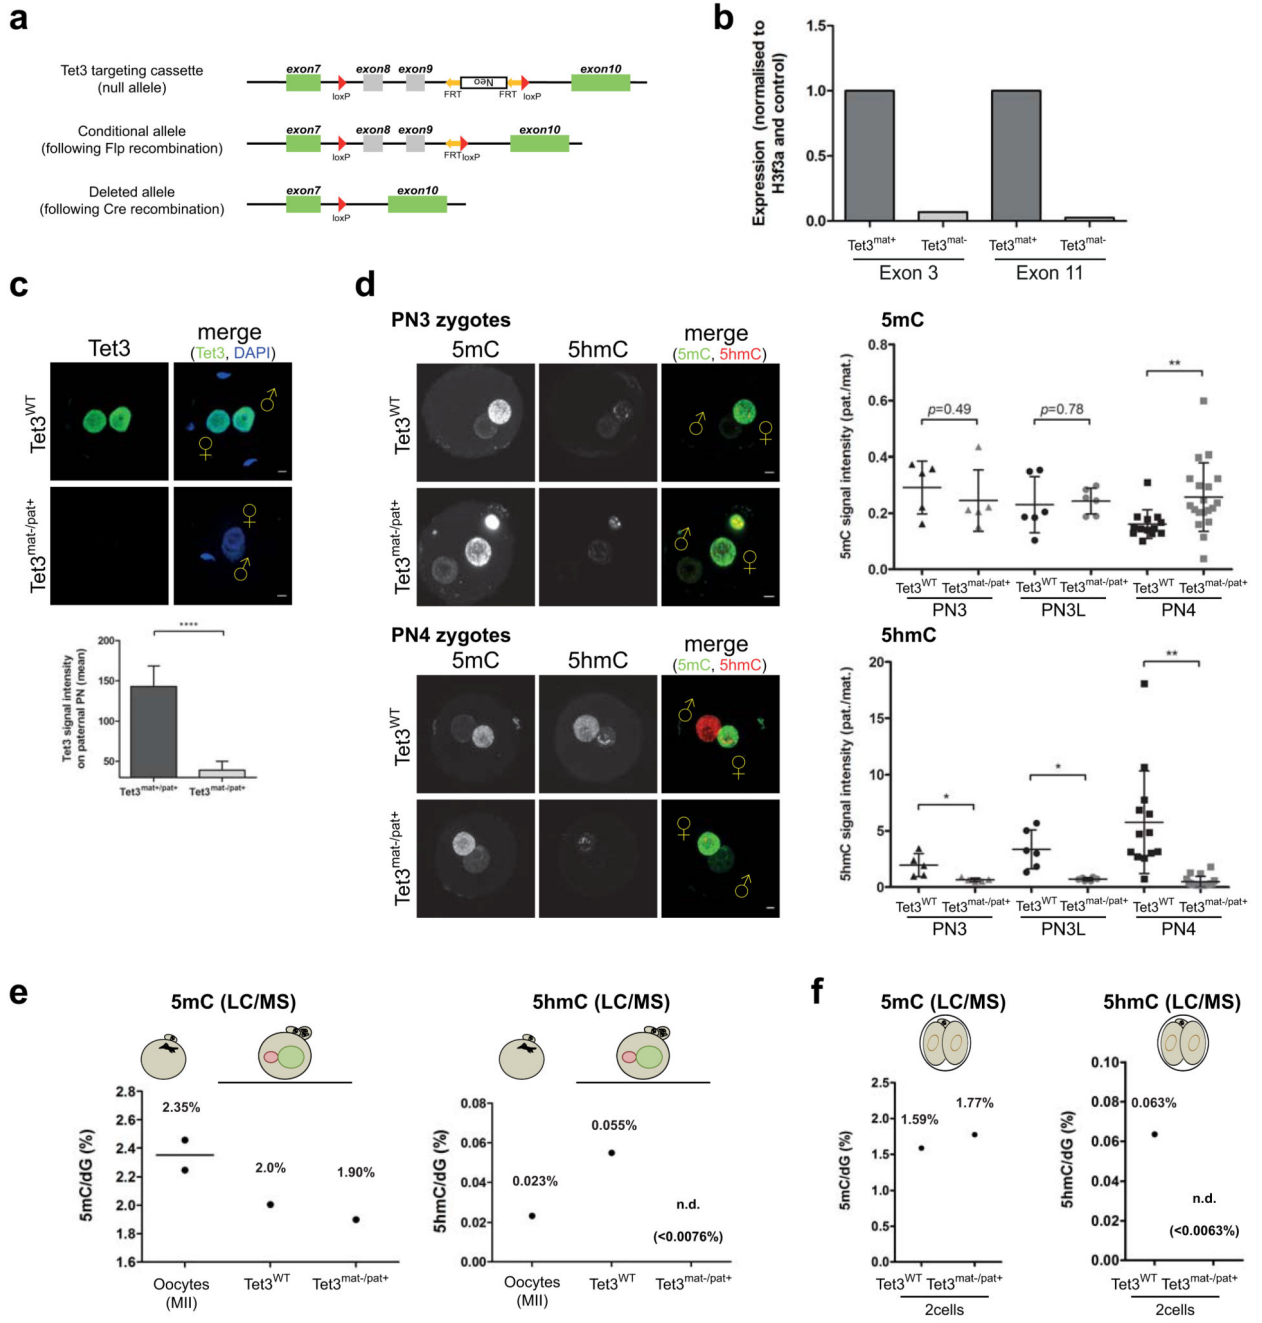 a
Tet3 targeting cassette
(null allele)
exon7
exon8
exon9
exon10
loxP
FRT
Neo
FRT
loxP
Conditional allele
(following Flp recombination)
exon7
exon8
exon9
exon10
loxP
FRT
loxP
Deleted allele
(following Cre recombination)
exon7
exon10
loxP
b
Expression (normalised to
H3f3a and control)
1.5
1.0
0.5
0.0
Tet3mat+
Tet3mat-
Tet3mat+
Tet3mat-
Exon 3
Exon 11
c
Tet3
merge
(Tet3, DAPI)
Tet3WT
♂
♀
Tet3mat-/pat+
♀
♂
Tet3 signal intensity
on paternal PN (mean)
200
150
100
50
****
Tet3mat+/pat+
Tet3mat-/pat+
d
PN3 zygotes
5mC
5hmC
merge
(5mC, 5hmC)
Tet3WT
♂
♀
Tet3mat-/pat+
♂
♀
PN4 zygotes
5mC
5hmC
merge
(5mC, 5hmC)
Tet3WT
♂
♀
Tet3mat-/pat+
♀
♂
5mC
5mC signal intensity (pat./mat.)
0.8
0.6
0.4
0.2
0.0
p=0.49
p=0.78
**
Tet3WT
Tet3mat-/pat+
Tet3WT
Tet3mat-/pat+
Tet3WT
Tet3mat-/pat+
PN3
PN3L
PN4
5hmC
5hmC signal intensity (pat./mat.)
20
15
10
5
0
*
*
**
Tet3WT
Tet3mat-/pat+
Tet3WT
Tet3mat-/pat+
Tet3WT
Tet3mat-/pat+
PN3
PN3L
PN4
e
5mC (LC/MS)
5mC/dG (%)
2.8
2.6
2.4
2.2
2.0
1.8
1.6
2.35%
2.0%
1.90%
Oocytes
(MII)
Tet3WT
Tet3mat-/pat+
5hmC (LC/MS)
5hmC/dG (%)
0.08
0.06
0.04
0.02
0.00
0.023%
0.055%
n.d.
(<0.0076%)
Oocytes
(MII)
Tet3WT
Tet3mat-/pat+
f
5mC (LC/MS)
5mC/dG (%)
2.5
2.0
1.5
1.0
0.5
0.0
1.59%
1.77%
Tet3WT
Tet3mat-/pat+
2cells
5hmC (LC/MS)
5hmC/dG (%)
0.10
0.08
0.06
0.04
0.02
0.00
0.063%
n.d.
(<0.0063%)
Tet3WT
Tet3mat-/pat+
2cells